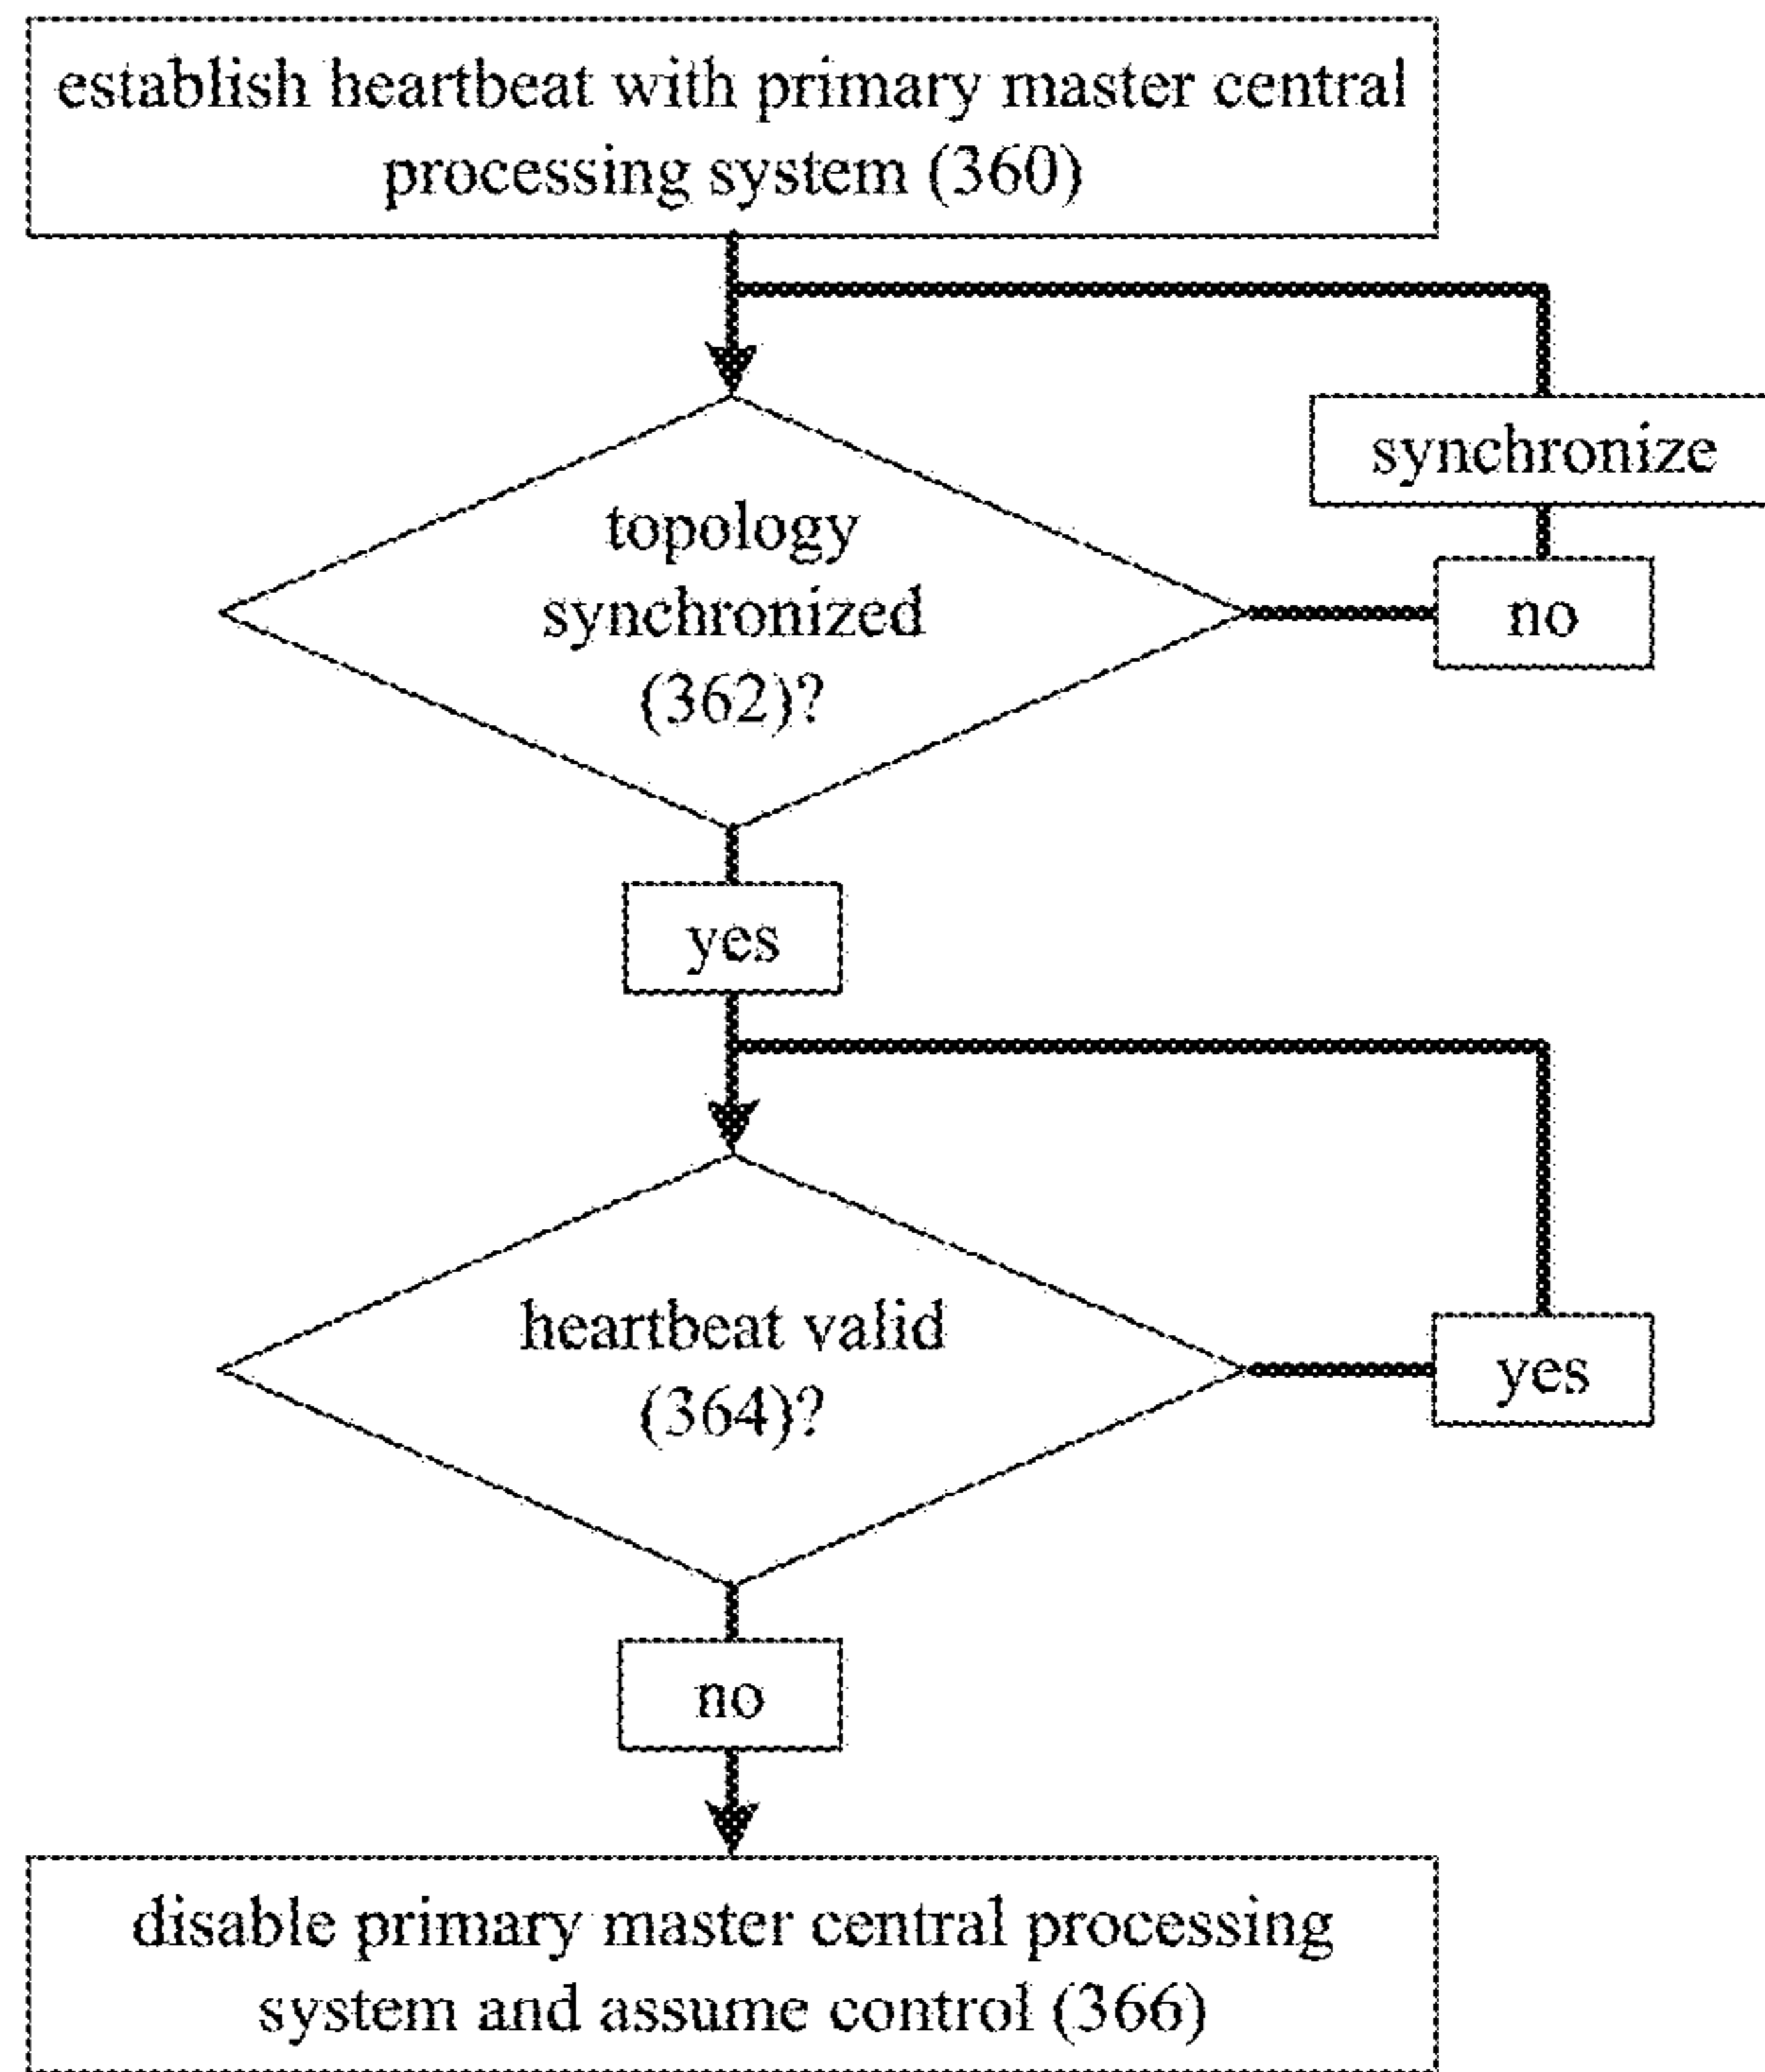 establish heartbeat with primary master central
processing system (360)
synchronize
topology
synchronized
(362)?
no
yes
heartbeat valid
(364)?
yes
no
disable primary master central processing
system and assume control (366)